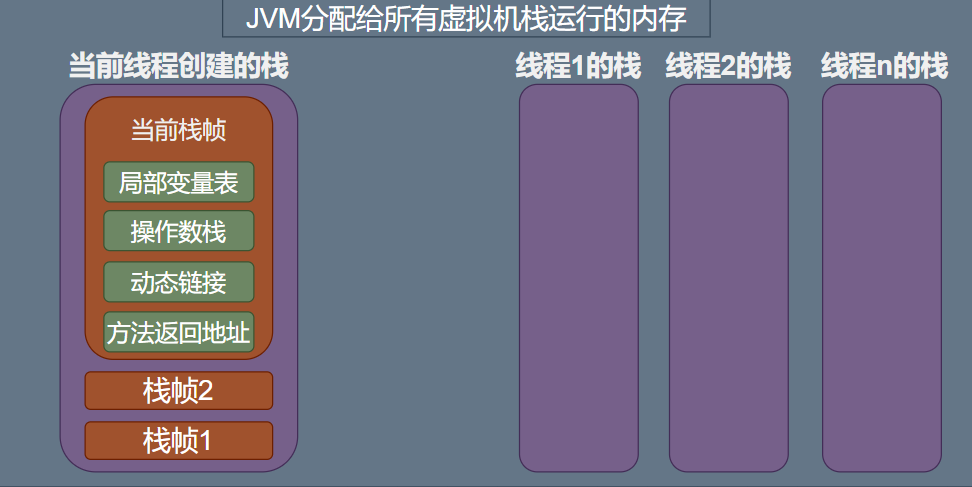 JVM分配给所有虚拟机栈运行的内存
当前线程创建的栈
线程1的栈
线程2的栈
线程n的栈
当前栈帧
局部变量表
操作数栈
动态链接
方法返回地址
栈帧2
栈帧1